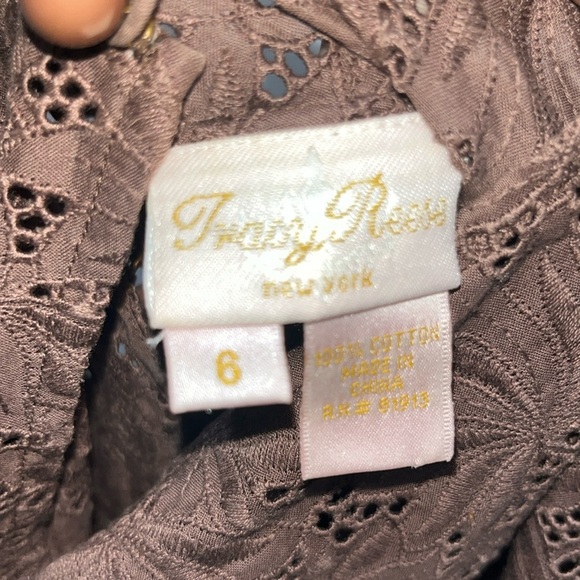 Tracy Reese
new york
6
100% COTTON
MADE IN
CHINA
RN# 91913